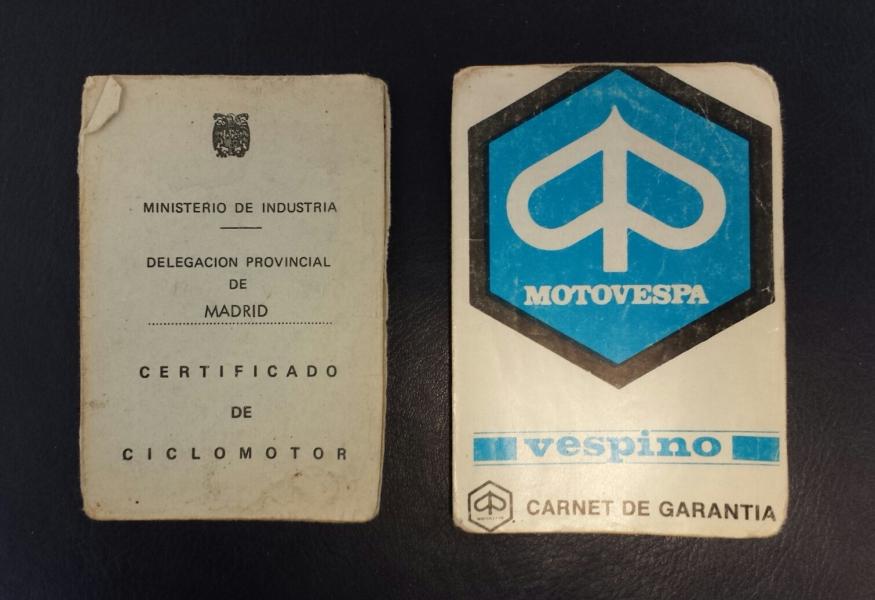 MINISTERIO DE INDUSTRIA
DELEGACION PROVINCIAL
DE
MADRID
CERTIFICADO
DE
CICLOMOTOR
MOTOVESPA
vespino
CARNET DE GARANTIA